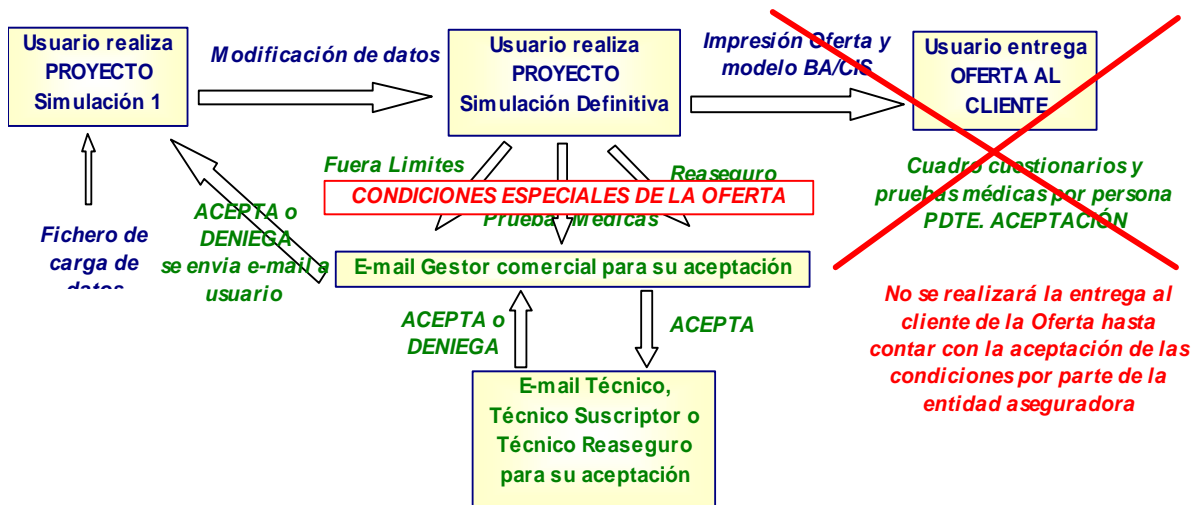 Usuario realiza
PROYECTO
Simulación 1
Modificación de datos
Usuario realiza
PROYECTO
Simulación Definitiva
Impresión Oferta y
modelo BA/CIS
Usuario entrega
OFERTA AL
CLIENTE
Fuera Limites
Reaseguro
CONDICIONES ESPECIALES DE LA OFERTA
Pruebas Médicas
Cuadro cuestionarios y
pruebas médicas por persona
PDTE. ACEPTACIÓN
ACEPTA o
DENIEGA
se envia e-mail a
usuario
Fichero de
carga de
datos
E-mail Gestor comercial para su aceptación
ACEPTA o
DENIEGA
ACEPTA
No se realizará la entrega al
cliente de la Oferta hasta
contar con la aceptación de las
condiciones por parte de la
entidad aseguradora
E-mail Técnico,
Técnico Suscriptor o
Técnico Reaseguro
para su aceptación